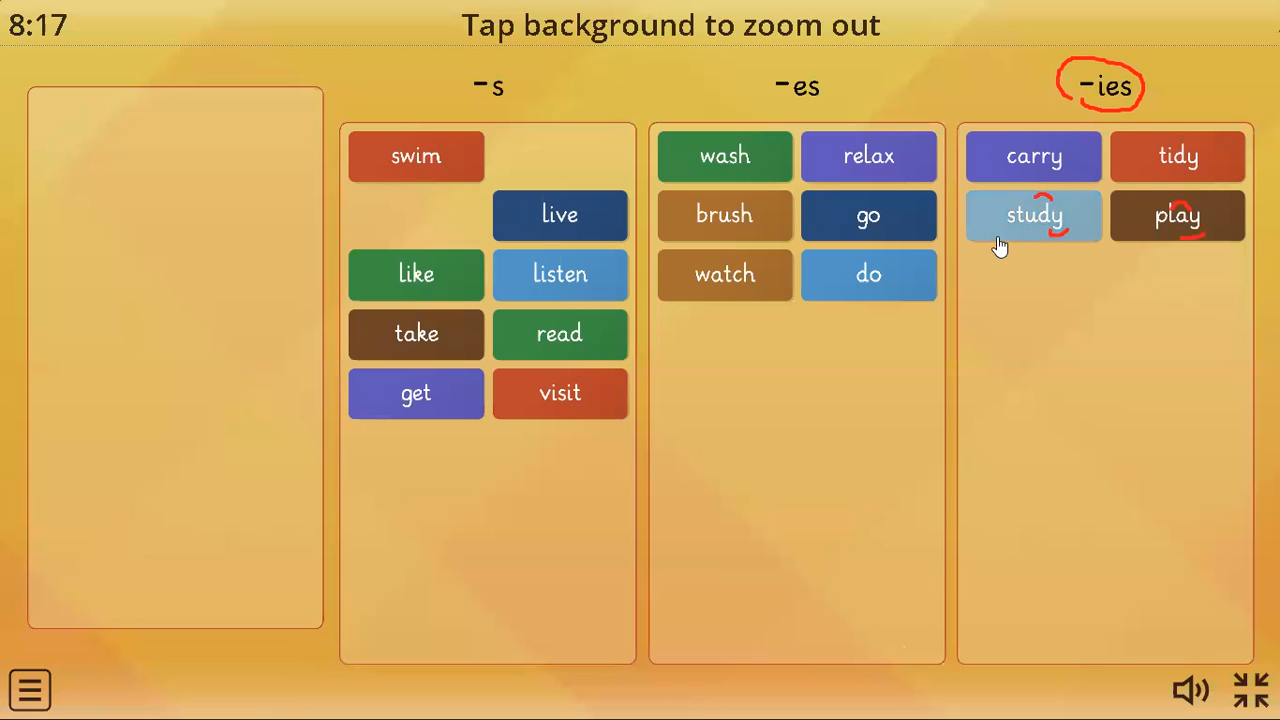 8:17
Tap background to zoom out
-s
-es
-ies
swim
wash
relax
carry
tidy
live
brush
go
study
play
like
listen
watch
do
take
read
get
visit